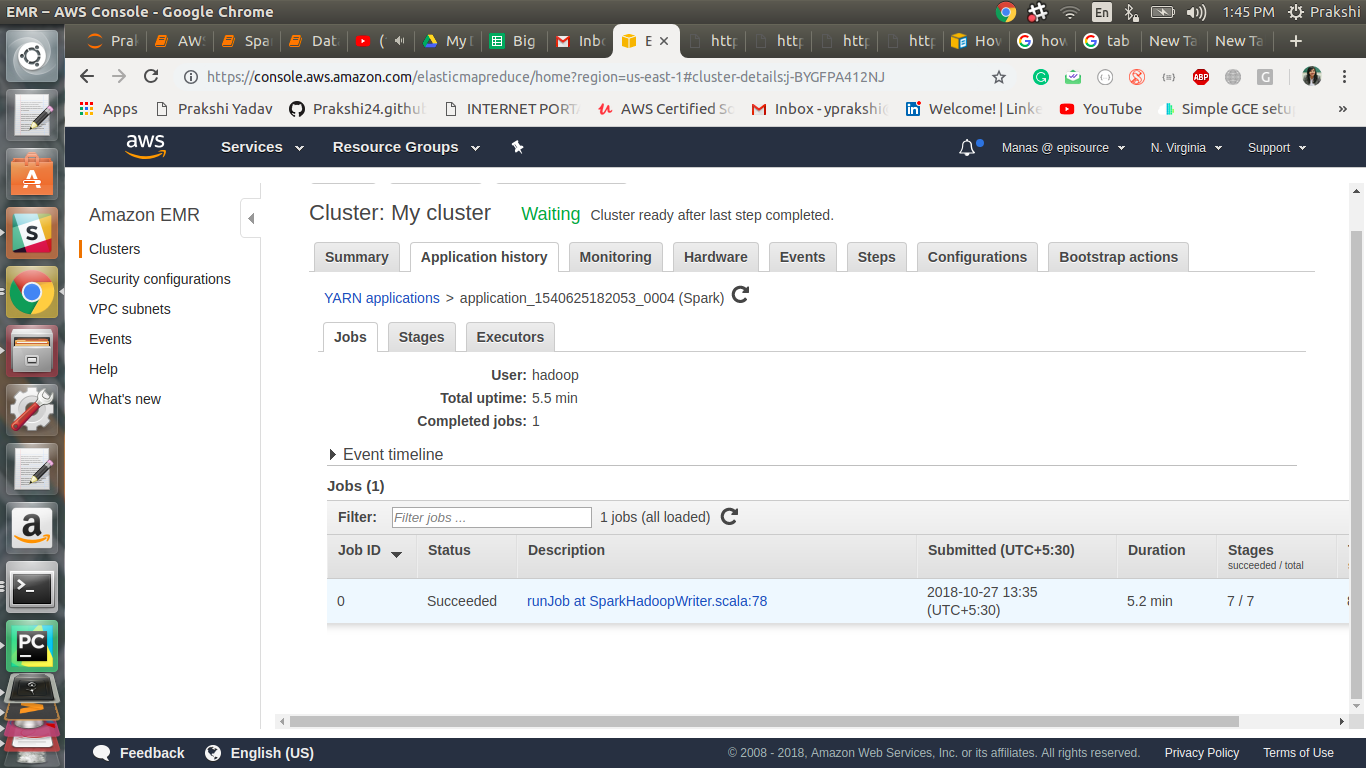 EMR – AWS Console - Google Chrome
En
1:45 PM
Prakshi
Pral
AWS
Spa
Data
(
My D
Big
Inbo
E
http
http
http
http
How
how
tab
New Ta
New Ta
https://console.aws.amazon.com/elasticmapreduce/home?region=us-east-1#cluster-details:j-BYGFPA412NJ
ABP
Apps
Prakshi Yadav
Prakshi24.github
INTERNET PORTA
AWS Certified So
Inbox - yprakshi
Welcome! | Linke
YouTube
Simple GCE setup
»
aws
Services
Resource Groups
Manas @ episource
N. Virginia
Support
Amazon EMR
Clusters
Security configurations
VPC subnets
Events
Help
What's new
Cluster: My cluster
Waiting
Cluster ready after last step completed.
Summary
Application history
Monitoring
Hardware
Events
Steps
Configurations
Bootstrap actions
YARN applications > application_1540625182053_0004 (Spark)
Jobs
Stages
Executors
User: hadoop
Total uptime: 5.5 min
Completed jobs: 1
Event timeline
Jobs (1)
Filter:
Filter jobs ...
1 jobs (all loaded)
Job ID
Status
Description
Submitted (UTC+5:30)
Duration
Stages
succeeded / total
0
Succeeded
runJob at SparkHadoopWriter.scala:78
2018-10-27 13:35
(UTC+5:30)
5.2 min
7 / 7
Feedback
English (US)
© 2008 - 2018, Amazon Web Services, Inc. or its affiliates. All rights reserved.
Privacy Policy
Terms of Use